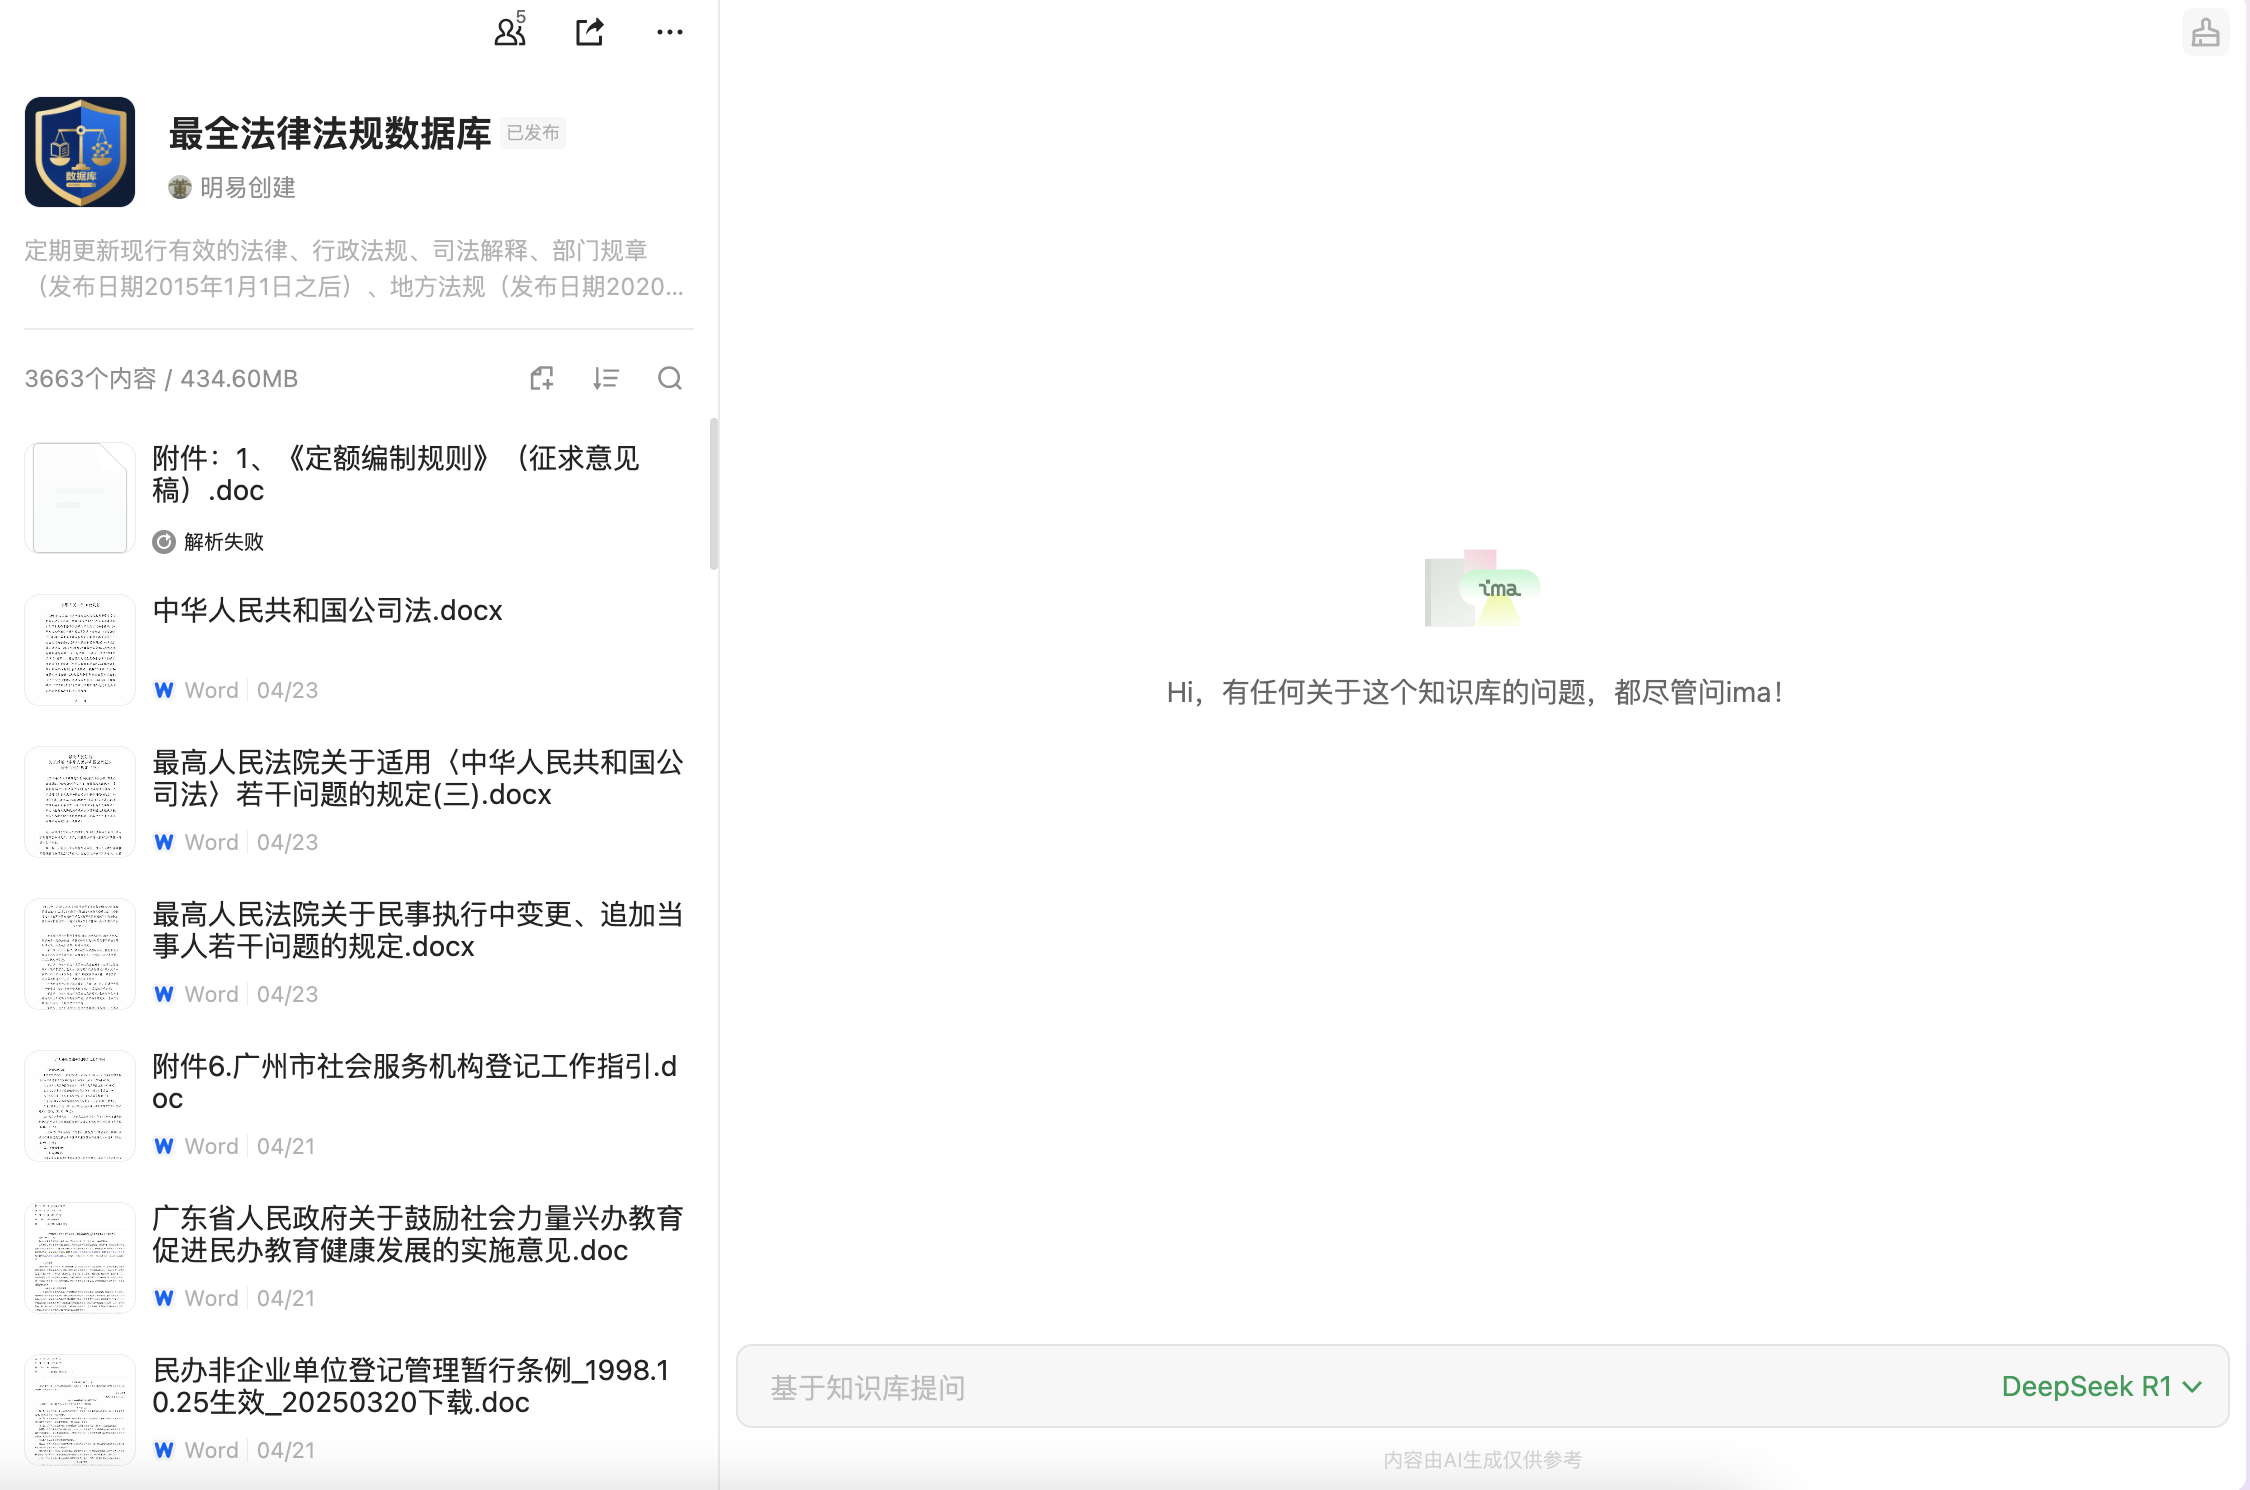 5
最全法律法规数据库 已发布
数据库
明易创建
定期更新现行有效的法律、行政法规、司法解释、部门规章
（发布日期2015年1月1日之后）、地方法规（发布日期2020...
3663个内容 / 434.60MB
附件：1、《定额编制规则》（征求意见
稿）.doc
解析失败
中华人民共和国公司法.docx
W Word 04/23
最高人民法院关于适用〈中华人民共和国公
司法〉若干问题的规定(三).docx
W Word 04/23
最高人民法院关于民事执行中变更、追加当
事人若干问题的规定.docx
W Word 04/23
附件6.广州市社会服务机构登记工作指引.d
oc
W Word 04/21
广东省人民政府关于鼓励社会力量兴办教育
促进民办教育健康发展的实施意见.doc
W Word 04/21
民办非企业单位登记管理暂行条例_1998.1
0.25生效_20250320下载.doc
W Word 04/21
ima
Hi，有任何关于这个知识库的问题，都尽管问ima！
基于知识库提问
DeepSeek R1
内容由AI生成仅供参考